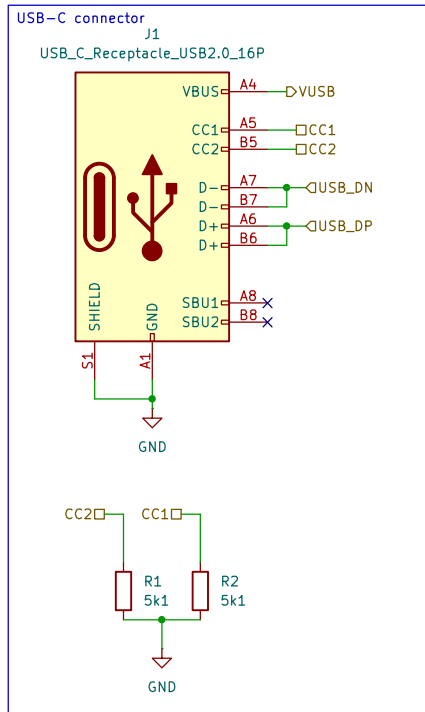 USB-C connector
J1
USB_C_Receptacle_USB2.0_16P
VBUS A4 VUSB
CC1 A5 CC1
CC2 B5 CC2
D- A7 USB_DN
D- B7
D+ A6 USB_DP
D+ B6
SBU1 A8
SBU2 B8
SHIELD GND
S1 A1
GND
CC2 CC1
R1 R2
5k1 5k1
GND